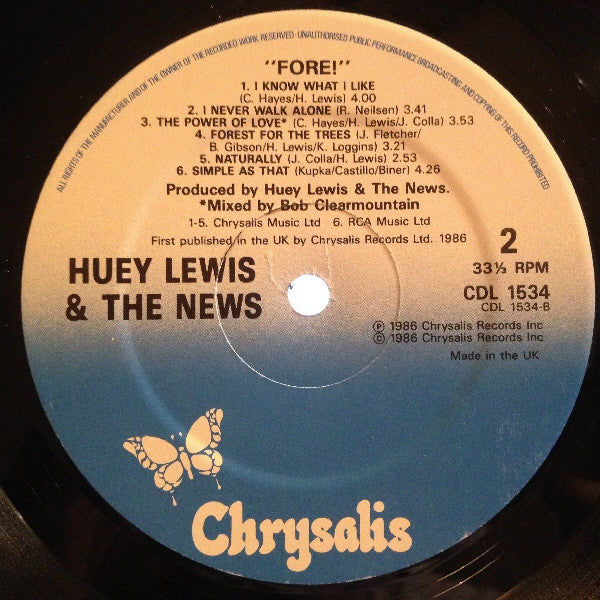 ALL RIGHTS OF THE MANUFACTURER AND OF THE OWNER OF THE RECORDED WORK RESERVED · UNAUTHORISED PUBLIC PERFORMANCE BROADCASTING AND COPYING OF THIS RECORD PROHIBITED
"FORE!"
1. I KNOW WHAT I LIKE
(C. Hayes/H. Lewis) 4.00
2. I NEVER WALK ALONE (R. Neilsen) 3.41
3. THE POWER OF LOVE* (C. Hayes/H. Lewis/J. Colla) 3.53
4. FOREST FOR THE TREES (J. Fletcher/
B. Gibson/H. Lewis/K. Loggins) 3.21
5. NATURALLY (J. Colla/H. Lewis) 2.53
6. SIMPLE AS THAT (Kupka/Castillo/Biner) 4.26
Produced by Huey Lewis & The News.
*Mixed by Bob Clearmountain
1-5. Chrysalis Music Ltd 6. RCA Music Ltd
First published in the UK by Chrysalis Records Ltd. 1986
2
33⅓ RPM
HUEY LEWIS
& THE NEWS
CDL 1534
CDL 1534-B
Ⓟ 1986 Chrysalis Records Inc
© 1986 Chrysalis Records Inc
Made in the UK
Chrysalis